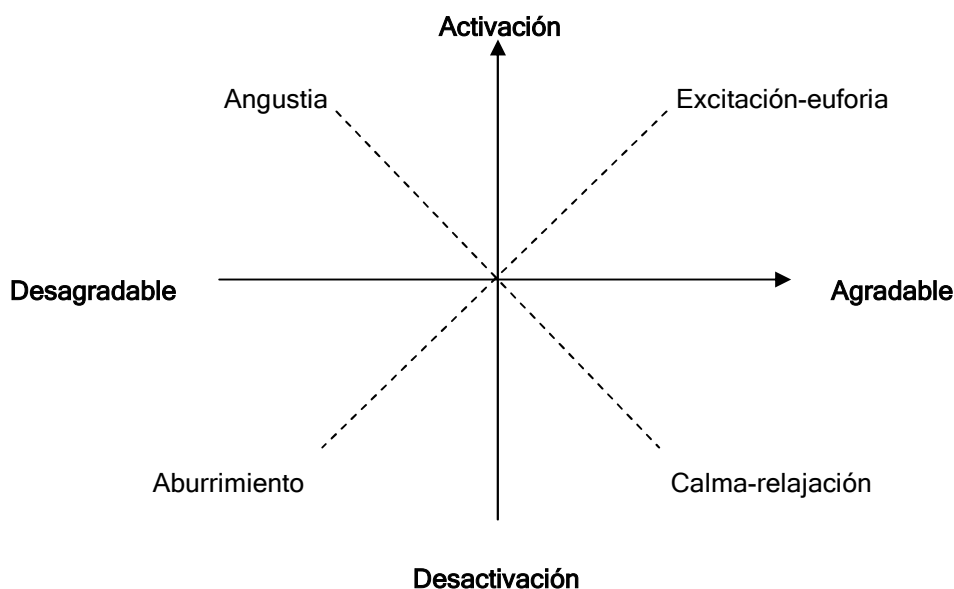 Activación
Angustia
Excitación-euforia
Desagradable
Agradable
Aburrimiento
Calma-relajación
Desactivación